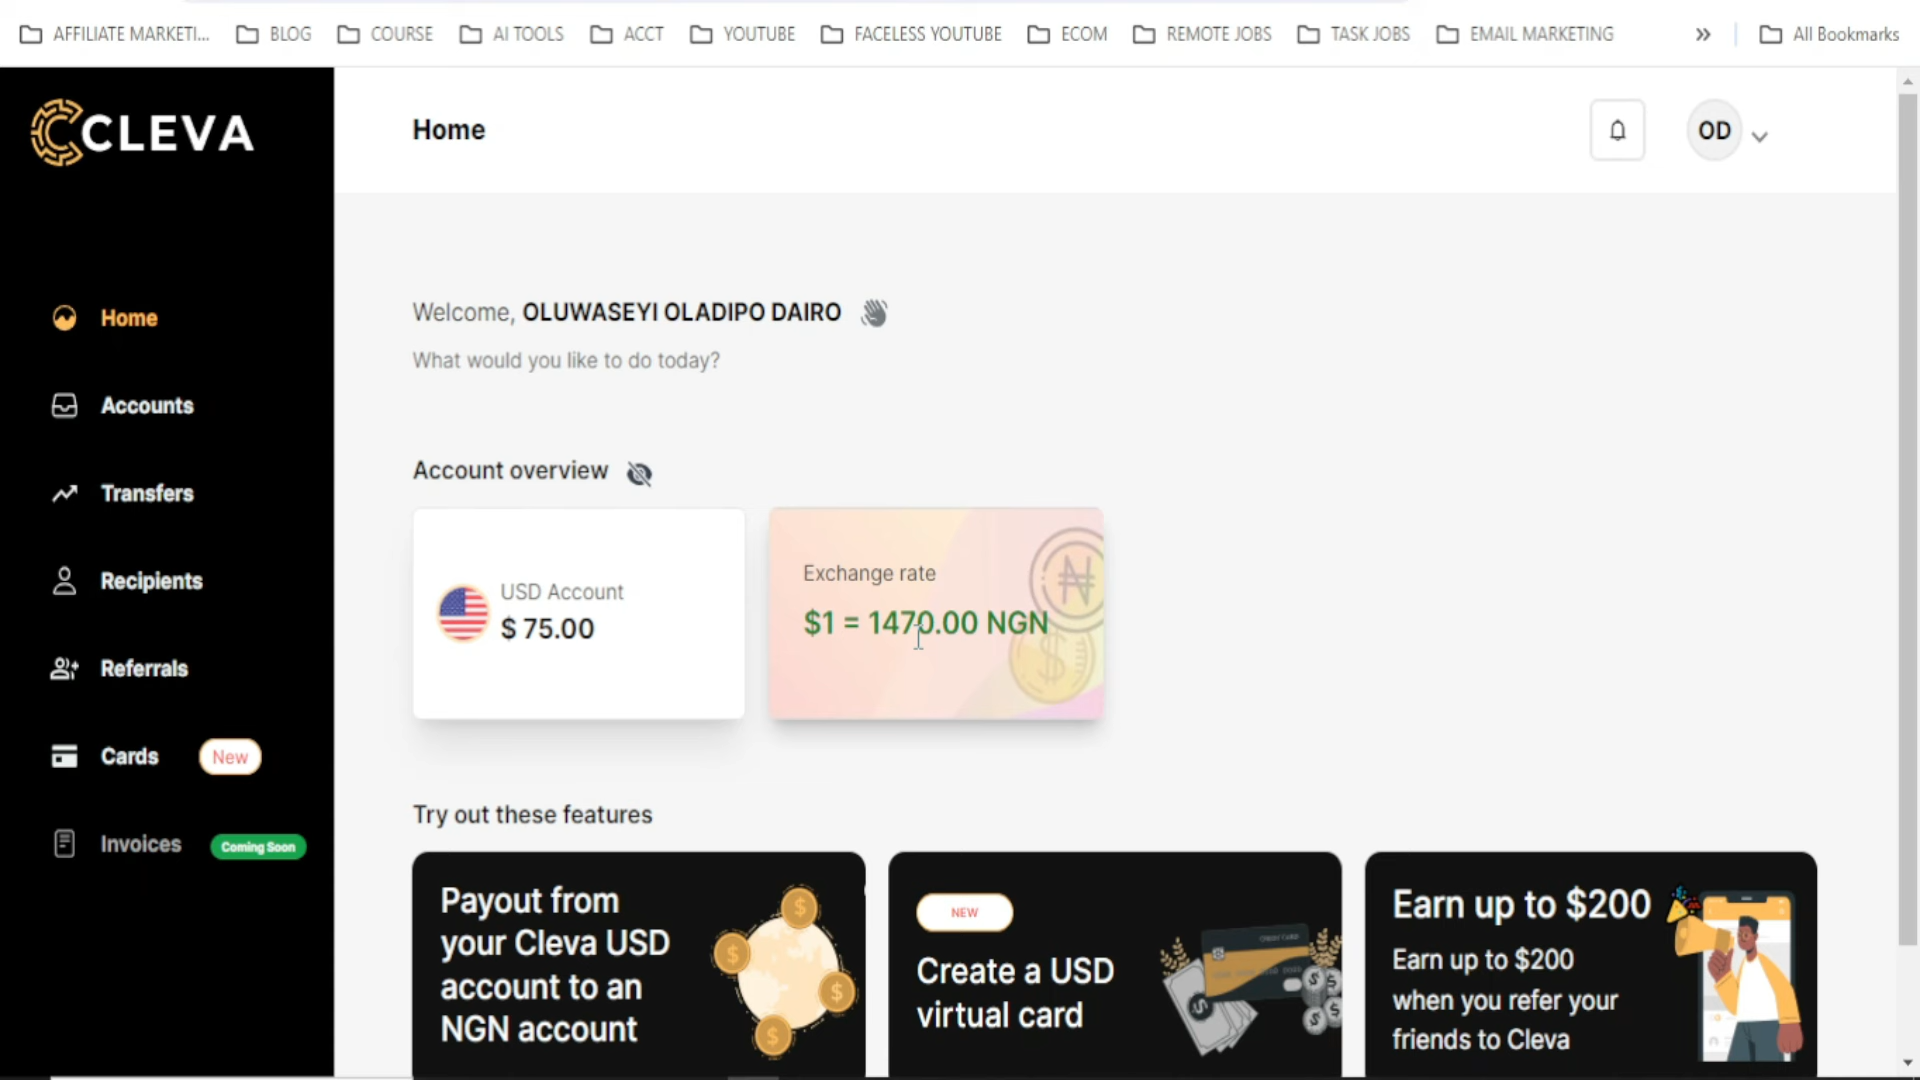 AFFILIATE MARKETI... BLOG COURSE AI TOOLS ACCT YOUTUBE FACELESS YOUTUBE ECOM REMOTE JOBS TASK JOBS EMAIL MARKETING » All Bookmarks
CLEVA
Home
OD
Home
Accounts
Transfers
Recipients
Referrals
Cards New
Invoices Coming Soon
Welcome, OLUWASEYI OLADIPO DAIRO
What would you like to do today?
Account overview
USD Account
$ 75.00
Exchange rate
$1 = 1470.00 NGN
Try out these features
Payout from
your Cleva USD
account to an
NGN account
NEW
Create a USD
virtual card
CREDIT CARD
Earn up to $200
Earn up to $200
when you refer your
friends to Cleva